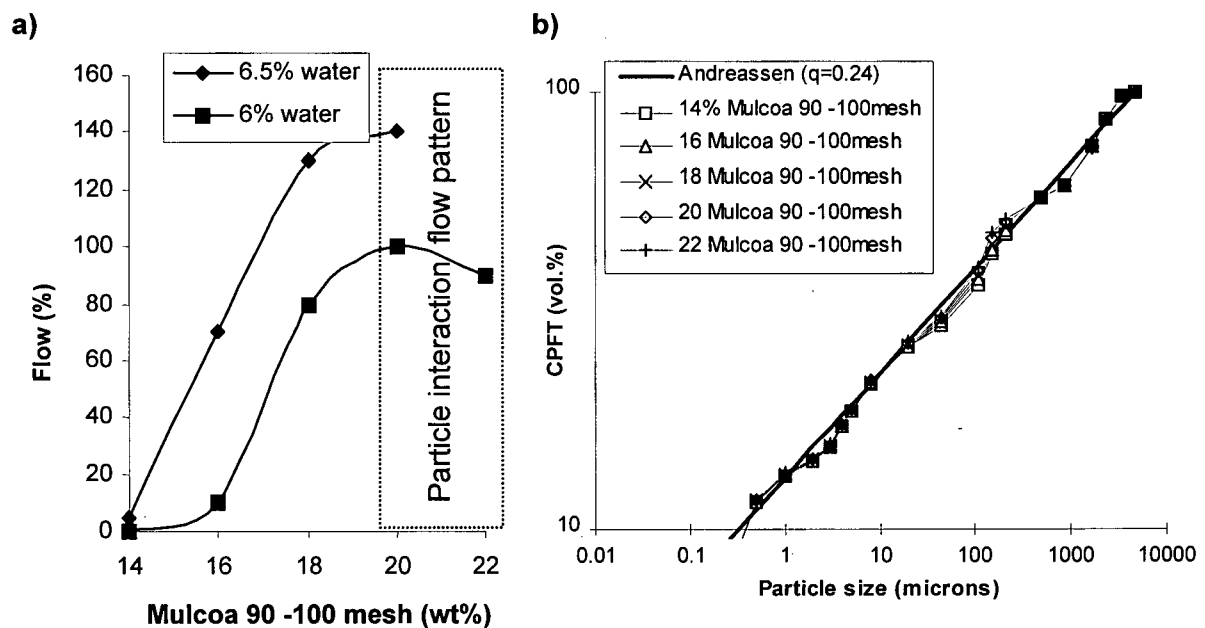 a)
6.5% water
6% water
160
140
120
100
80
60
40
20
0
Flow (%)
Particle interaction flow pattern
14
16
18
20
22
Mulcoa 90 -100 mesh (wt%)
b)
Andreassen (q=0.24)
14% Mulcoa 90 -100mesh
16 Mulcoa 90 -100mesh
18 Mulcoa 90 -100mesh
20 Mulcoa 90 -100mesh
22 Mulcoa 90 -100mesh
100
10
CPFT (vol.%)
0.01
0.1
1
10
100
1000
10000
Particle size (microns)